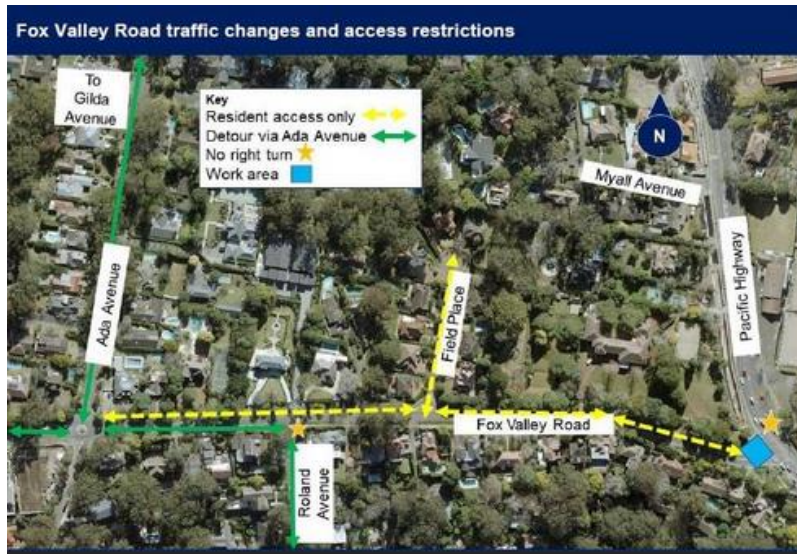 Fox Valley Road traffic changes and access restrictions
To
Gilda
Avenue
Key
Resident access only
Detour via Ada Avenue
No right turn
Work area
N
Myall Avenue
Pacific Highway
Ada Avenue
Field Place
Fox Valley Road
Roland
Avenue